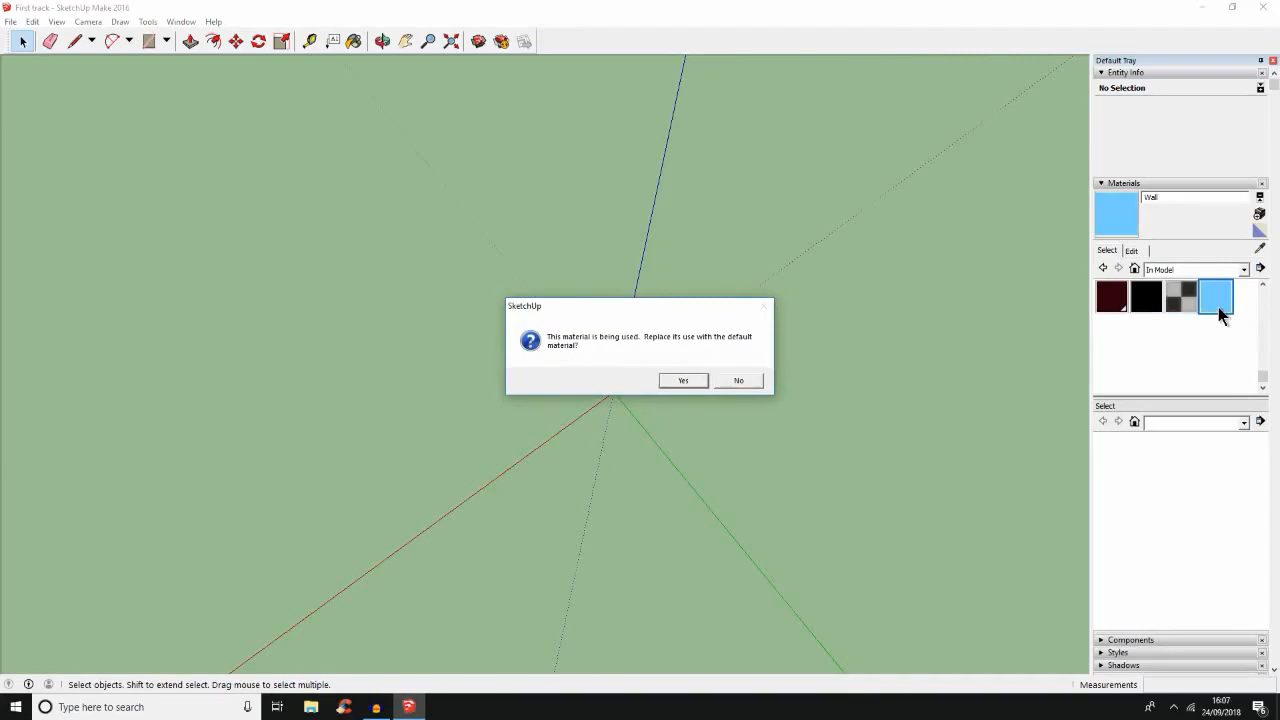 First track - SketchUp Make 2016
File Edit View Camera Draw Tools Window Help
Default Tray
Entity Info
No Selection
Materials
Wall
Select Edit
In Model
SketchUp
This material is being used. Replace its use with the default
material?
Yes No
Select
Components
Styles
Shadows
Select objects. Shift to extend select. Drag mouse to select multiple.
Measurements
Type here to search
16:07
24/09/2018
6